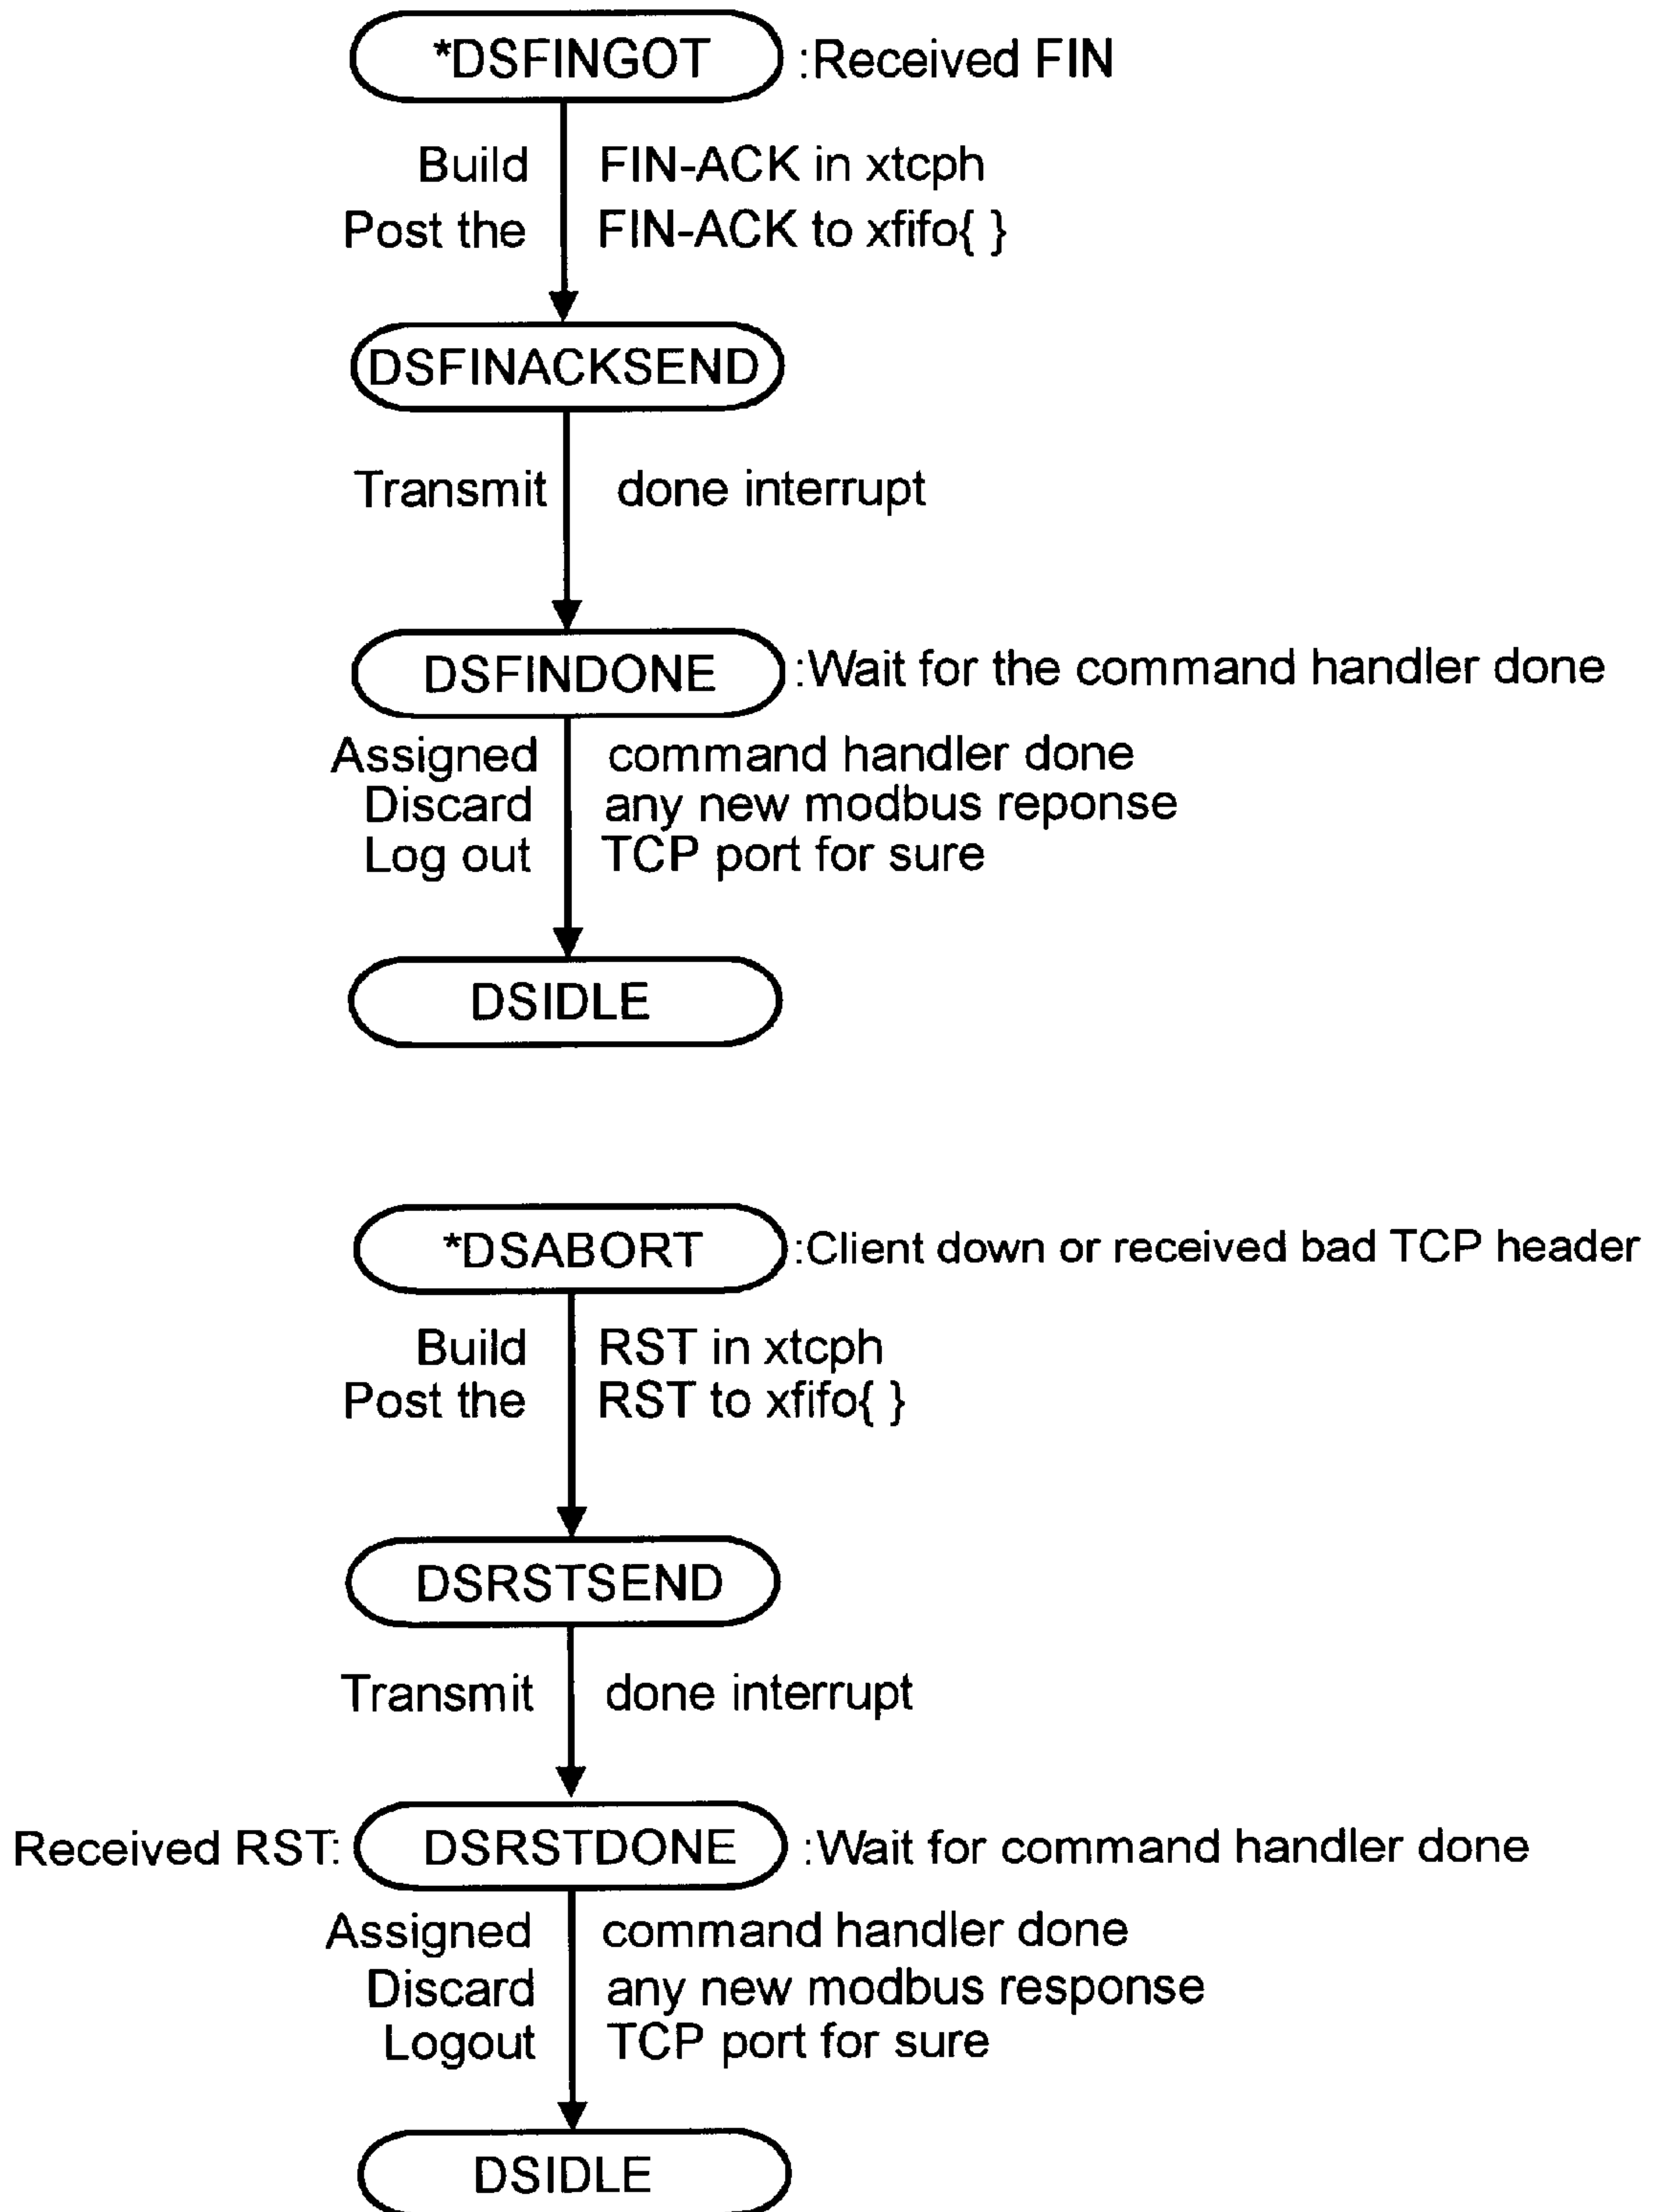 *DSFINGOT :Received FIN
Build FIN-ACK in xtcph
Post the FIN-ACK to xfifo{ }
DSFINACKSEND
Transmit done interrupt
DSFINDONE :Wait for the command handler done
Assigned command handler done
Discard any new modbus reponse
Log out TCP port for sure
DSIDLE
*DSABORT :Client down or received bad TCP header
Build RST in xtcph
Post the RST to xfifo{ }
DSRSTSEND
Transmit done interrupt
Received RST: DSRSTDONE :Wait for command handler done
Assigned command handler done
Discard any new modbus response
Logout TCP port for sure
DSIDLE